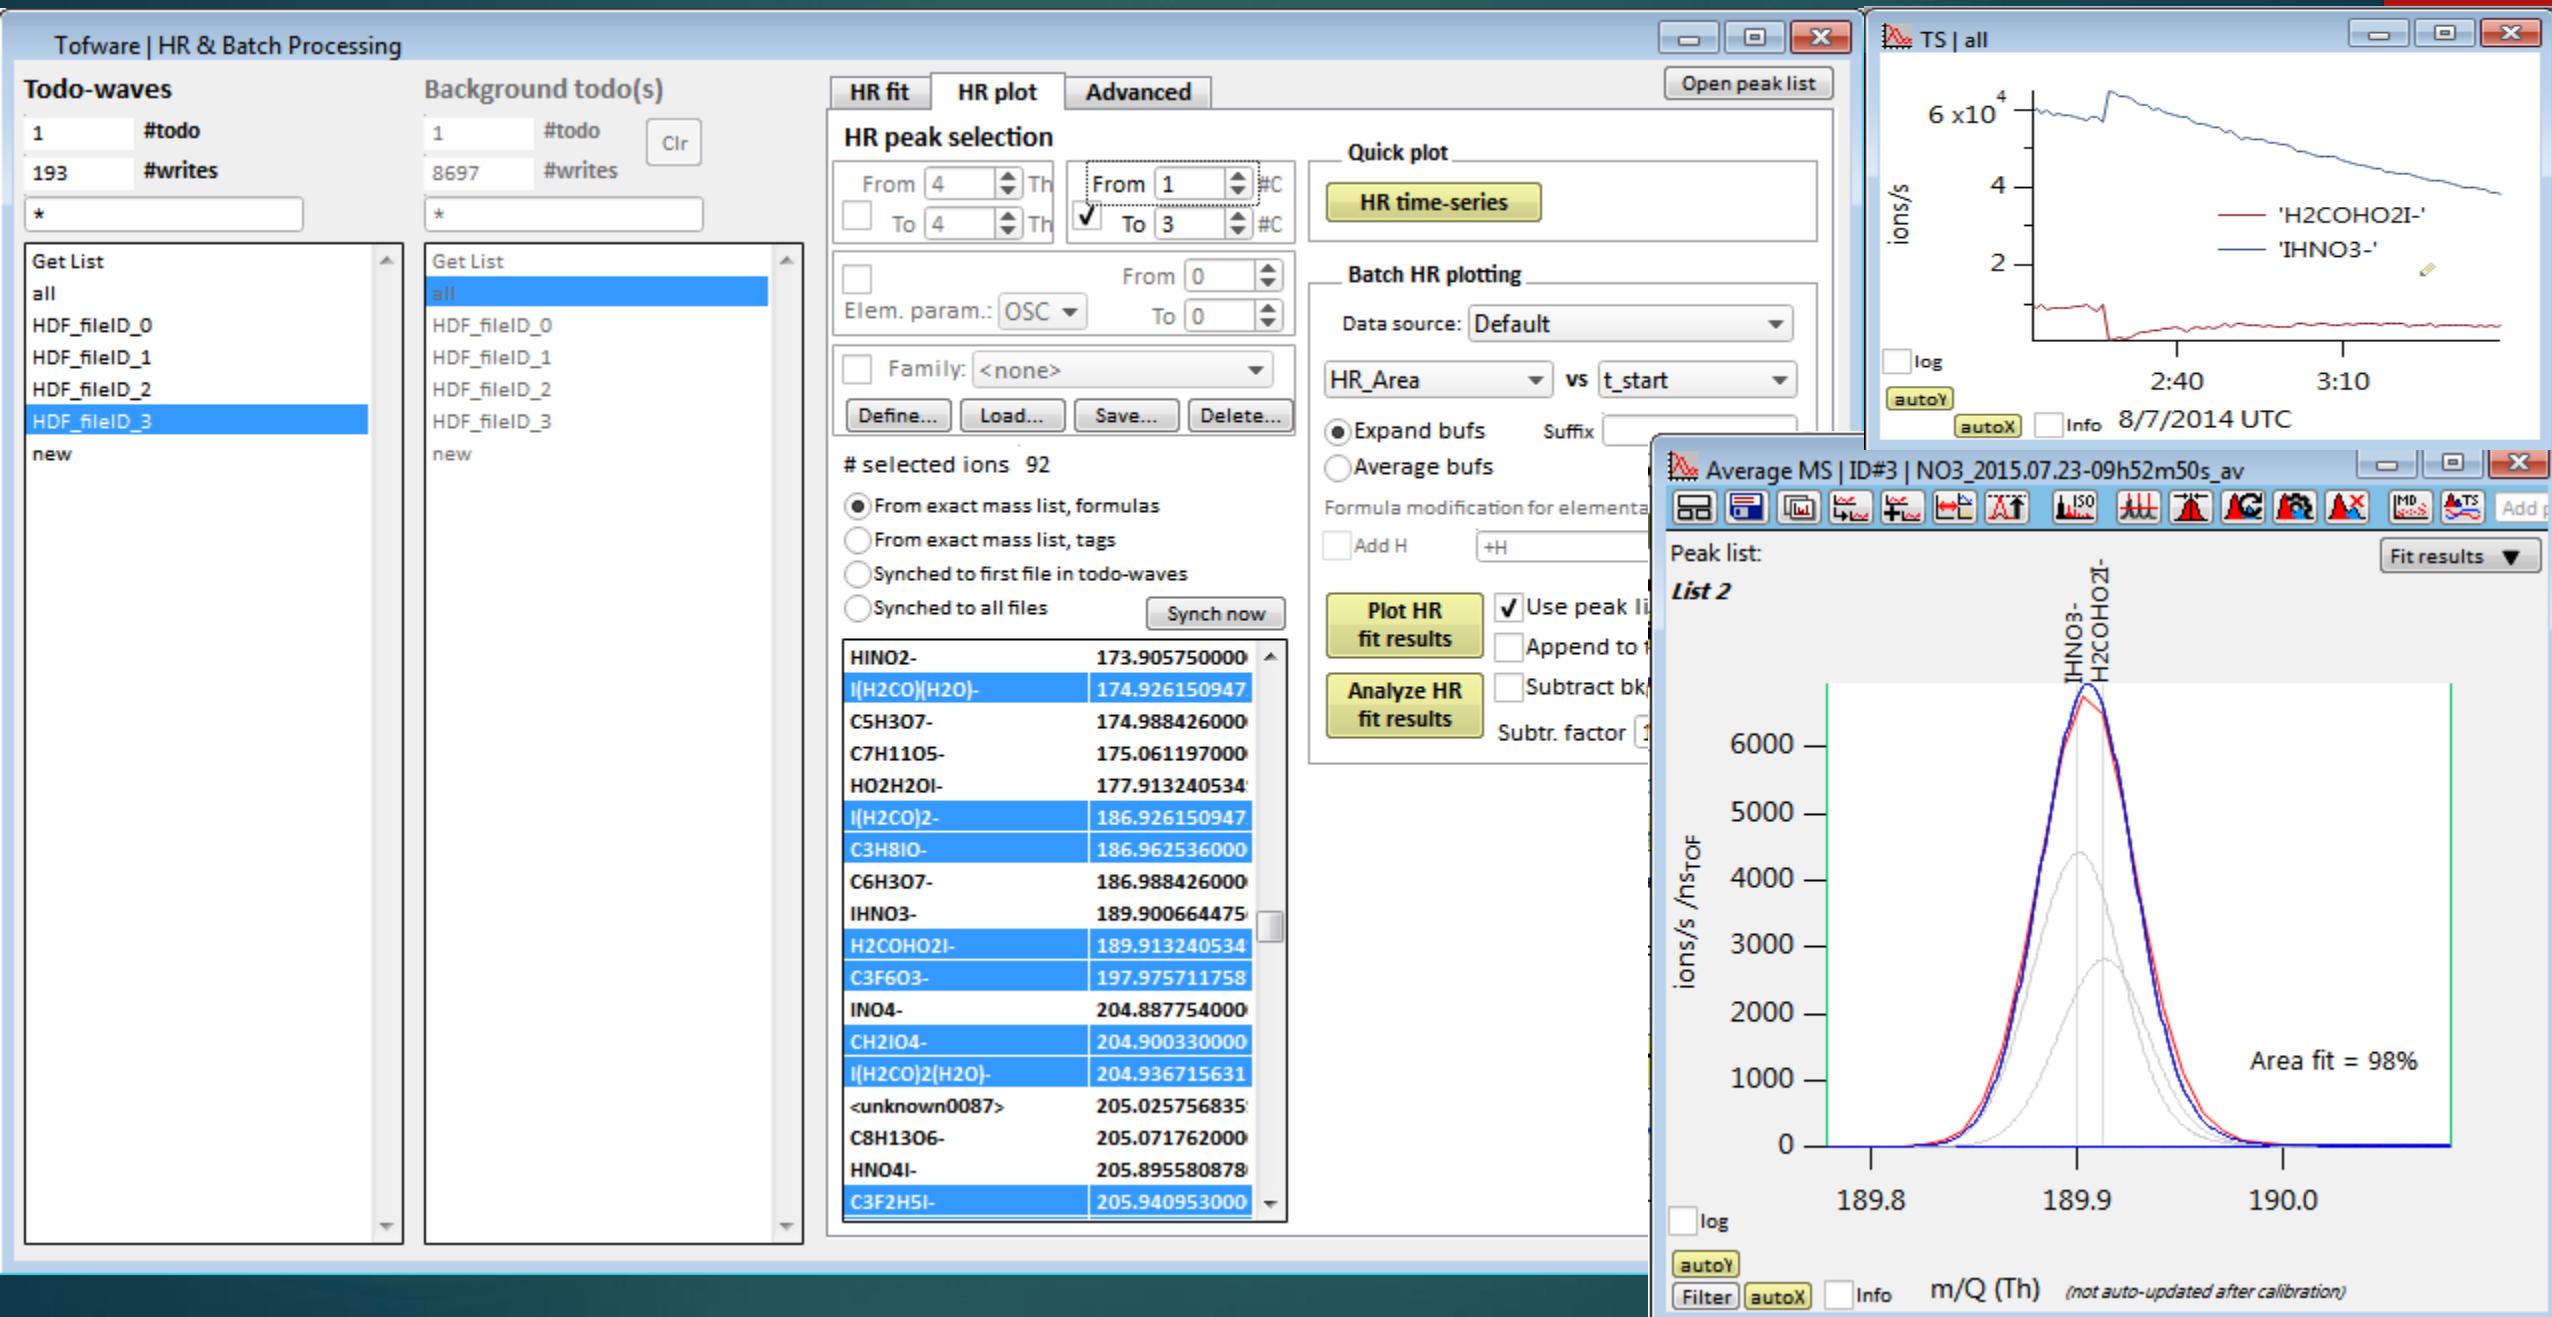 Tofware | HR & Batch Processing
Todo-waves
1 #todo
193 #writes
*
Get List
all
HDF_fileID_0
HDF_fileID_1
HDF_fileID_2
HDF_fileID_3
new
Background todo(s)
1 #todo
Clr
8697 #writes
*
Get List
all
HDF_fileID_0
HDF_fileID_1
HDF_fileID_2
HDF_fileID_3
new
HR fit HR plot Advanced
Open peak list
HR peak selection
From 4 Th
To 4 Th
From 1 #C
✓ To 3 #C
From 0
Elem. param.: OSC To 0
Family: <none>
Define... Load... Save... Delete...
# selected ions 92
From exact mass list, formulas
From exact mass list, tags
Synched to first file in todo-waves
Synched to all files
Synch now
HINO2- 173.905750000
I(H2CO)(H2O)- 174.926150947
C5H3O7- 174.988426000
C7H11O5- 175.061197000
HO2H2OI- 177.913240534
I(H2CO)2- 186.926150947
C3H8IO- 186.962536000
C6H3O7- 186.988426000
IHNO3- 189.900664475
H2COHO2I- 189.913240534
C3F6O3- 197.975711758
INO4- 204.887754000
CH2IO4- 204.900330000
I(H2CO)2(H2O)- 204.936715631
<unknown0087> 205.025756835
C8H13O6- 205.071762000
HNO4I- 205.895580878
C3F2H5I- 205.940953000
Quick plot
HR time-series
Batch HR plotting
Data source: Default
HR_Area vs t_start
Expand bufs Suffix
Average bufs
Formula modification for elementa
Add H +H
Plot HR
fit results
✓ Use peak li
Append to
Analyze HR
fit results
Subtract bk
Subtr. factor 1
TS | all
6 x10 4
4
2
ions/s
'H2COHO2I-'
'IHNO3-'
log
2:40 3:10
autoY
autoX Info 8/7/2014 UTC
Average MS | ID#3 | NO3_2015.07.23-09h52m50s_av
ISO MD TS Add
Peak list:
Fit results ▼
List 2
IHNO3-
H2COHO2I-
6000
5000
4000
3000
2000
1000
0
ions/s /nsTOF
Area fit = 98%
189.8 189.9 190.0
log
autoY
Filter autoX Info m/Q (Th) (not auto-updated after calibration)